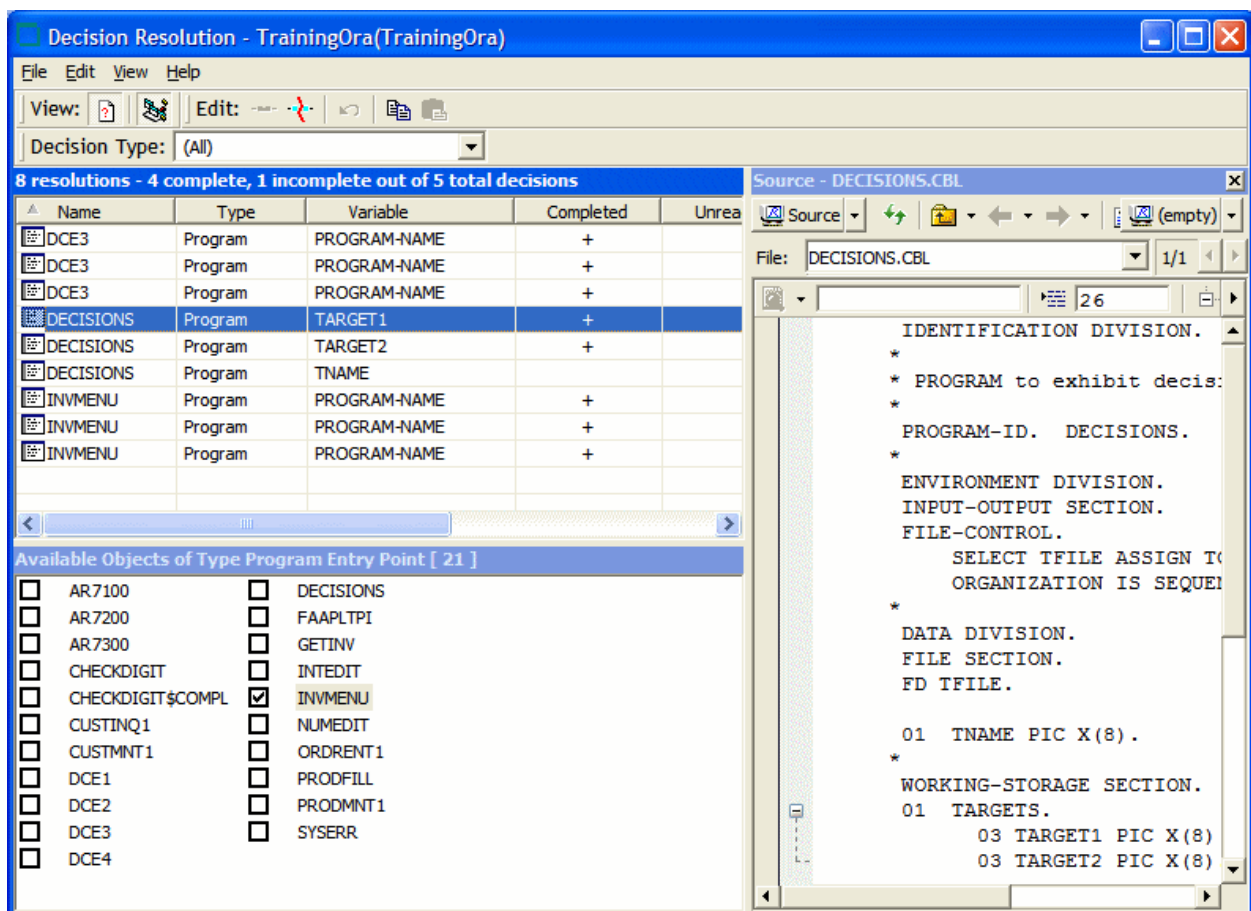 Decision Resolution - TrainingOra(TrainingOra)
File Edit View Help
View: Edit:
Decision Type: (All)
8 resolutions - 4 complete, 1 incomplete out of 5 total decisions
Name Type Variable Completed Unrea
DCE3 Program PROGRAM-NAME +
DCE3 Program PROGRAM-NAME +
DCE3 Program PROGRAM-NAME +
DECISIONS Program TARGET1 +
DECISIONS Program TARGET2 +
DECISIONS Program TNAME
INVMENU Program PROGRAM-NAME +
INVMENU Program PROGRAM-NAME +
INVMENU Program PROGRAM-NAME +
Available Objects of Type Program Entry Point [ 21 ]
AR7100 DECISIONS
AR7200 FAAPLTPI
AR7300 GETINV
CHECKDIGIT INTEDIT
CHECKDIGIT$COMPL INVMENU
CUSTINQ1 NUMEDIT
CUSTMNT1 ORDRENT1
DCE1 PRODFILL
DCE2 PRODMNT1
DCE3 SYSERR
DCE4
Source - DECISIONS.CBL
Source (empty)
File: DECISIONS.CBL 1/1
26
IDENTIFICATION DIVISION.
*
* PROGRAM to exhibit decis
*
PROGRAM-ID. DECISIONS.
*
ENVIRONMENT DIVISION.
INPUT-OUTPUT SECTION.
FILE-CONTROL.
SELECT TFILE ASSIGN TO
ORGANIZATION IS SEQUEN
*
DATA DIVISION.
FILE SECTION.
FD TFILE.
01 TNAME PIC X(8).
*
WORKING-STORAGE SECTION.
01 TARGETS.
03 TARGET1 PIC X(8)
03 TARGET2 PIC X(8)